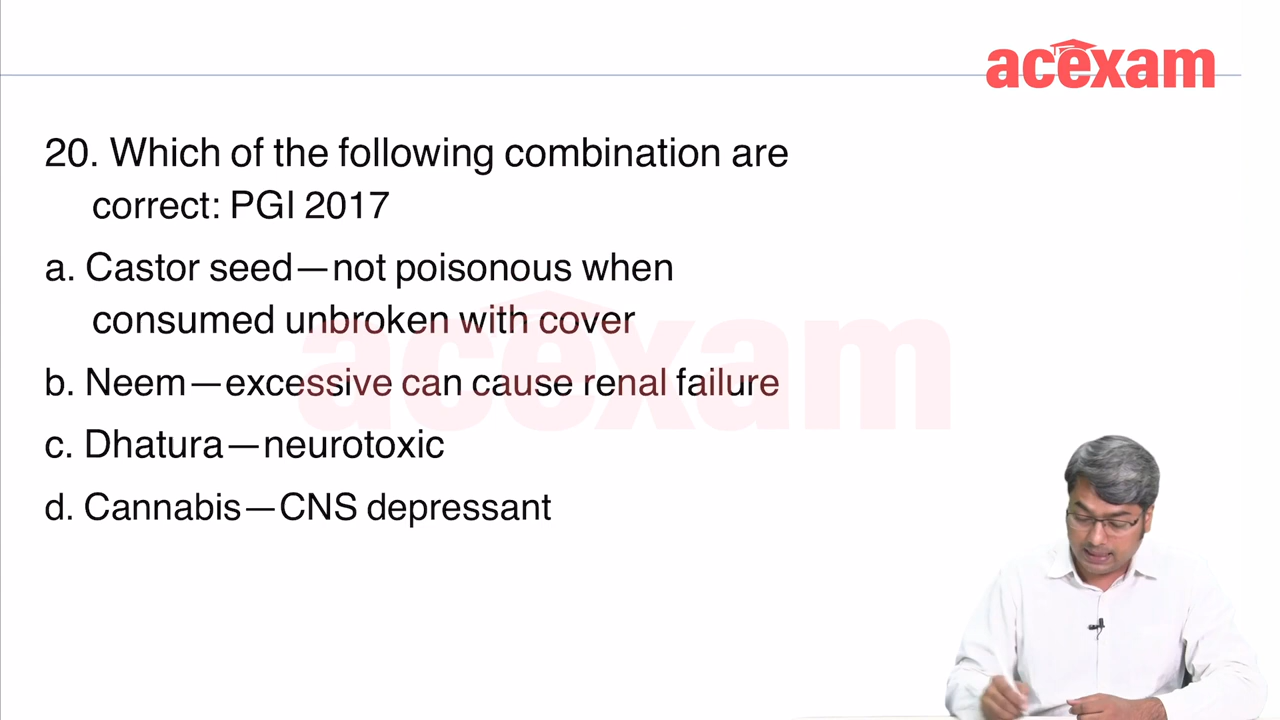 acexam
20. Which of the following combination are
correct: PGI 2017
a. Castor seed—not poisonous when
consumed unbroken with cover
b. Neem—excessive can cause renal failure
c. Dhatura—neurotoxic
d. Cannabis—CNS depressant
acexam